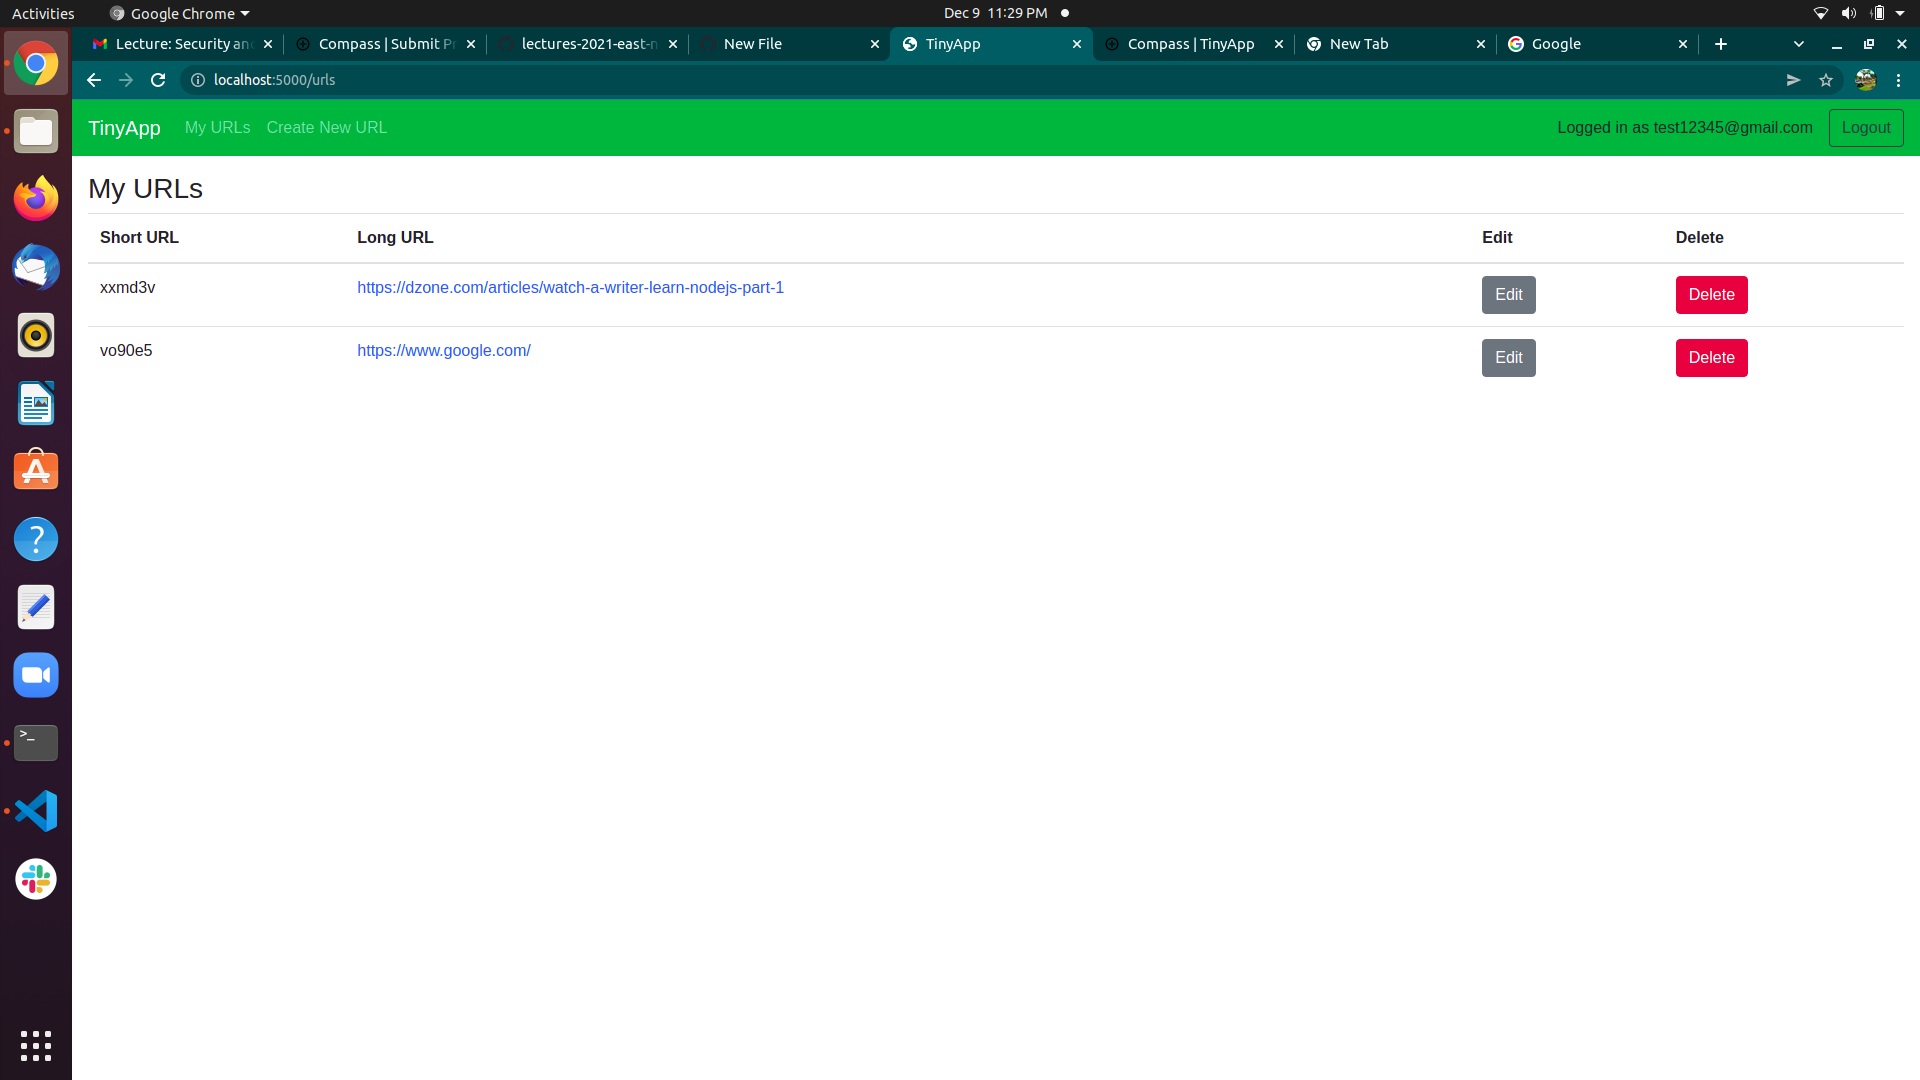 Activities Google Chrome Dec 9 11:29 PM
Lecture: Security an Compass | Submit P lectures-2021-east-n New File TinyApp Compass | TinyApp New Tab Google
localhost:5000/urls
TinyApp My URLs Create New URL Logged in as test12345@gmail.com Logout
My URLs
Short URL Long URL Edit Delete
xxmd3v https://dzone.com/articles/watch-a-writer-learn-nodejs-part-1 Edit Delete
vo90e5 https://www.google.com/ Edit Delete